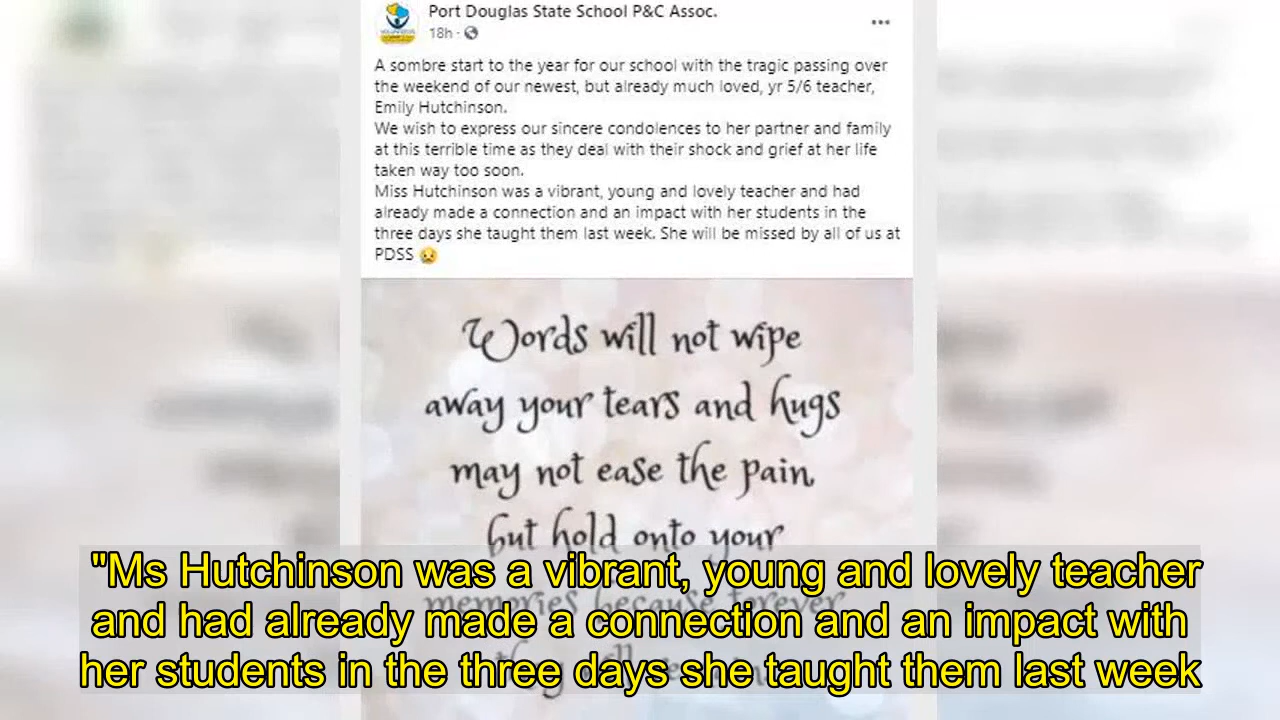 Port Douglas State School P&C Assoc.
18h ·
A sombre start to the year for our school with the tragic passing over
the weekend of our newest, but already much loved, yr 5/6 teacher,
Emily Hutchinson.
We wish to express our sincere condolences to her partner and family
at this terrible time as they deal with their shock and grief at her life
taken way too soon.
Miss Hutchinson was a vibrant, young and lovely teacher and had
already made a connection and an impact with her students in the
three days she taught them last week. She will be missed by all of us at
PDSS 😢
Words will not wipe
away your tears and hugs
may not ease the pain,
but hold onto your
memories because forever
"Ms Hutchinson was a vibrant, young and lovely teacher
and had already made a connection and an impact with
her students in the three days she taught them last week